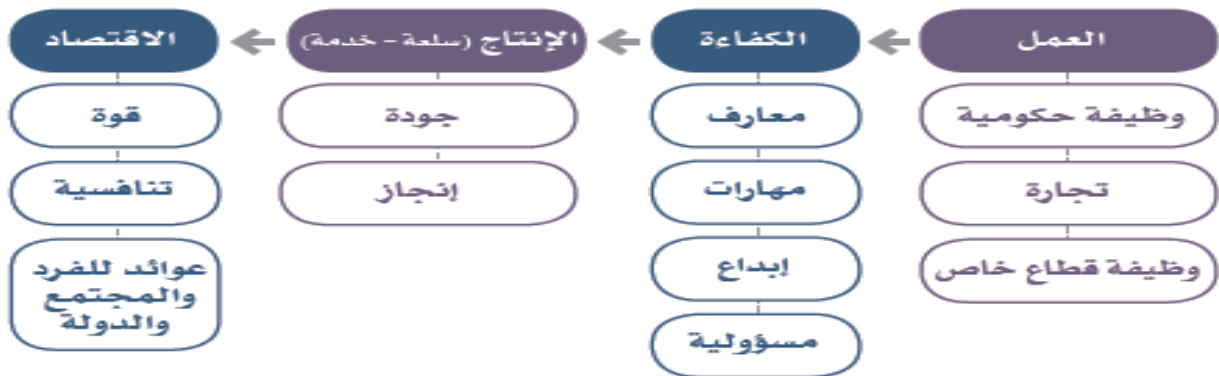 العمل
وظيفة حكومية
تجارة
وظيفة قطاع خاص
الكفاءة
معارف
مهارات
إبداع
مسؤولية
الإنتاج (سلعة - خدمة)
جودة
إنجاز
الاقتصاد
قوة
تنافسية
عوائد للفرد
والمجتمع
والدولة